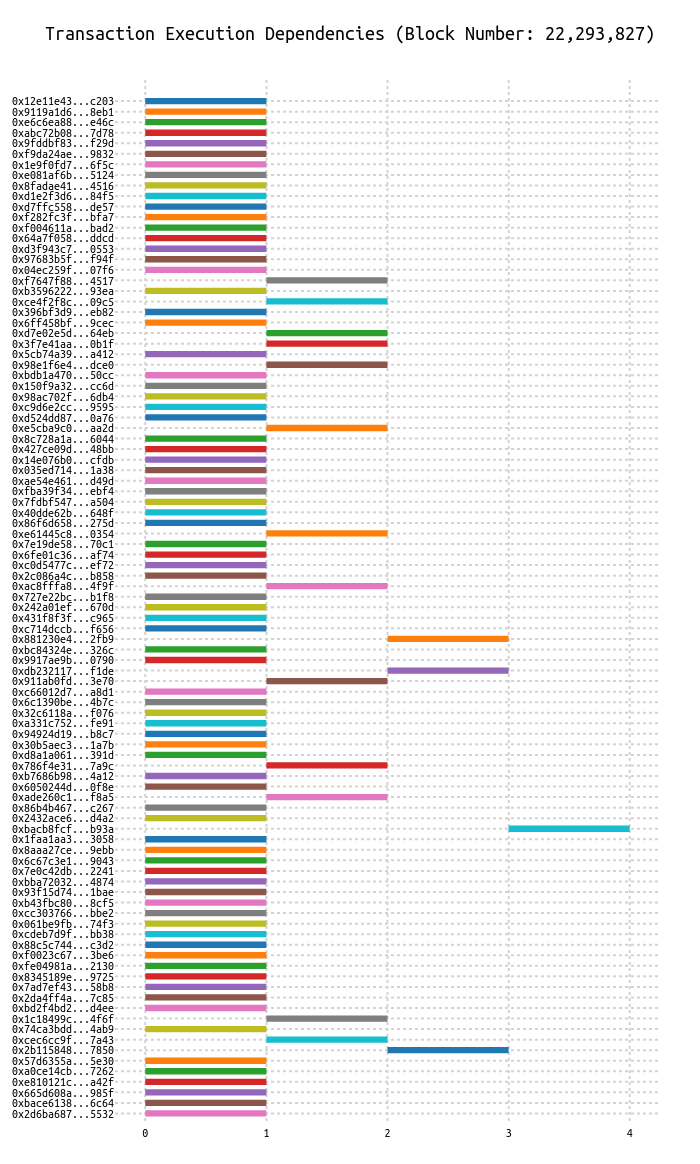 Transaction Execution Dependencies (Block Number: 22,293,827)
0x12e11e43...c203
0x9119a1d6...8eb1
0xe6c6ea88...e46c
0xabc72b08...7d78
0x9fddbf83...f29d
0xf9da24ae...9832
0x1e9f0fd7...6f5c
0xe081af6b...5124
0x8fadae41...4516
0xd1e2f3d6...84f5
0xd7ffc558...de57
0xf282fc3f...bfa7
0xf004611a...bad2
0x64a7f058...ddcd
0xd3f943c7...0553
0x97683b5f...f94f
0x04ec259f...07f6
0xf7647f88...4517
0xb3596222...93ea
0xce4f2f8c...09c5
0x396bf3d9...eb82
0x6ff458bf...9cec
0xd7e02e5d...64eb
0x3f7e41aa...0b1f
0x5cb74a39...a412
0x98e1f6e4...dce0
0xbdb1a470...50cc
0x150f9a32...cc6d
0x98ac702f...6db4
0xc9d6e2cc...9595
0xd524dd87...0a76
0xe5cba9c0...aa2d
0x8c728a1a...6044
0x427ce09d...48bb
0x14e076b0...cfdb
0x035ed714...1a38
0xae54e461...d49d
0xfba39f34...ebf4
0x7fdbf547...a504
0x40dde62b...648f
0x86f6d658...275d
0xe61445c8...0354
0x7e19de58...70c1
0x6fe01c36...af74
0xc0d5477c...ef72
0x2c086a4c...b858
0xac8fffa8...4f9f
0x727e22bc...b1f8
0x242a01ef...670d
0x431f8f3f...c965
0xc714dccb...f656
0x881230e4...2fb9
0xbc84324e...326c
0x9917ae9b...0790
0xdb232117...f1de
0x911ab0fd...3e70
0xc66012d7...a8d1
0x6c1390be...4b7c
0x32c6118a...f076
0xa331c752...fe91
0x94924d19...b8c7
0x30b5aec3...1a7b
0xd8a1a061...391d
0x786f4e31...7a9c
0xb7686b98...4a12
0x6050244d...0f8e
0xade260c1...f8a5
0x86b4b467...c267
0x2432ace6...d4a2
0xbacb8fcf...b93a
0x1faa1aa3...3058
0x8aaa27ce...9ebb
0x6c67c3e1...9043
0x7e0c42db...2241
0xbba72032...4874
0x93f15d74...1bae
0xb43fbc80...8cf5
0xcc303766...bbe2
0x061be9fb...74f3
0xcdeb7d9f...bb38
0x88c5c744...c3d2
0xf0023c67...3be6
0xfe04981a...2130
0x8345189e...9725
0x7ad7ef43...58b8
0x2da4ff4a...7c85
0xbd2f4bd2...d4ee
0x1c18499c...4f6f
0x74ca3bdd...4ab9
0xcec6cc9f...7a43
0x2b115848...7850
0x57d6355a...5e30
0xa0ce14cb...7262
0xe810121c...a42f
0x665d608a...985f
0xbace6138...6c64
0x2d6ba687...5532
0 1 2 3 4